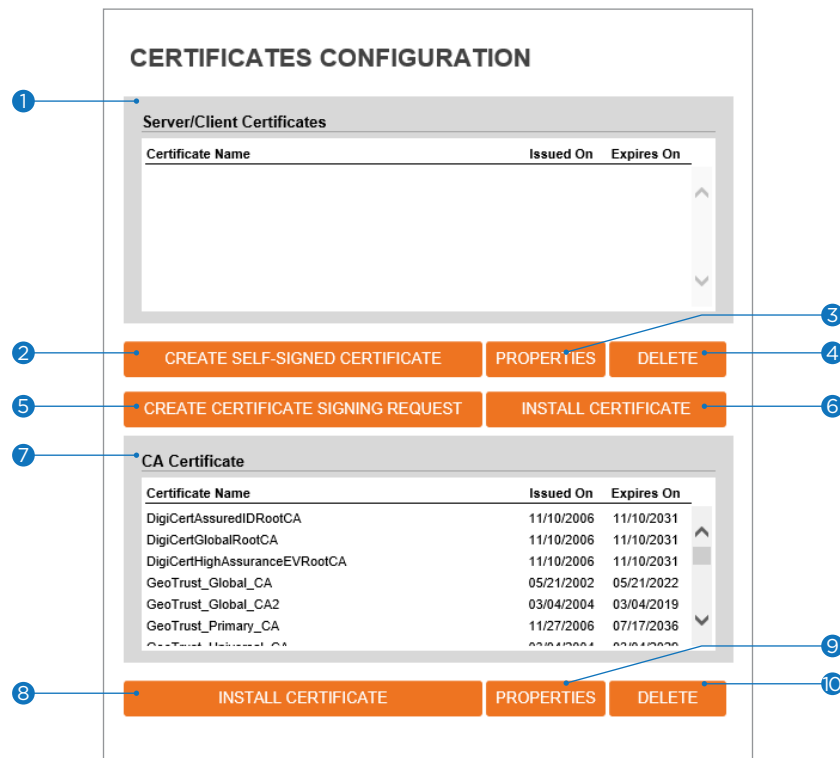 CERTIFICATES CONFIGURATION
1
Server/Client Certificates
Certificate Name Issued On Expires On
3
2 CREATE SELF-SIGNED CERTIFICATE PROPERTIES DELETE 4
5 CREATE CERTIFICATE SIGNING REQUEST INSTALL CERTIFICATE 6
7 CA Certificate
Certificate Name Issued On Expires On
DigiCertAssuredIDRootCA 11/10/2006 11/10/2031
DigiCertGlobalRootCA 11/10/2006 11/10/2031
DigiCertHighAssuranceEVRootCA 11/10/2006 11/10/2031
GeoTrust_Global_CA 05/21/2002 05/21/2022
GeoTrust_Global_CA2 03/04/2004 03/04/2019
GeoTrust_Primary_CA 11/27/2006 07/17/2036
9
8 INSTALL CERTIFICATE PROPERTIES DELETE 10